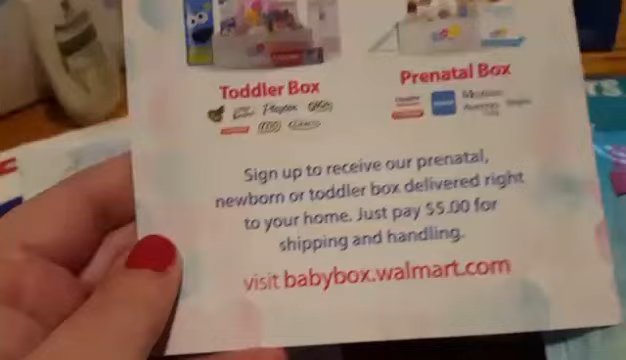 Toddler Box
Prenatal Box
Playtex
Sign up to receive our prenatal,
newborn or toddler box delivered right
to your home. Just pay $5.00 for
shipping and handling.
visit babybox.walmart.com